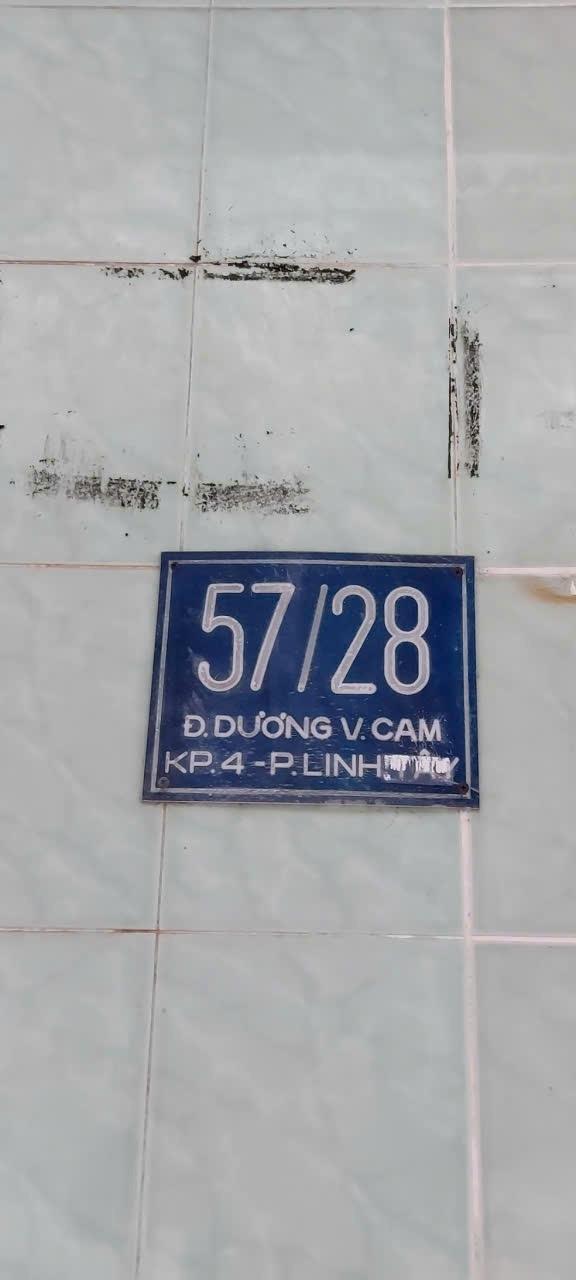 57/28
Đ. DƯƠNG V. CAM
KP. 4 - P. LINH